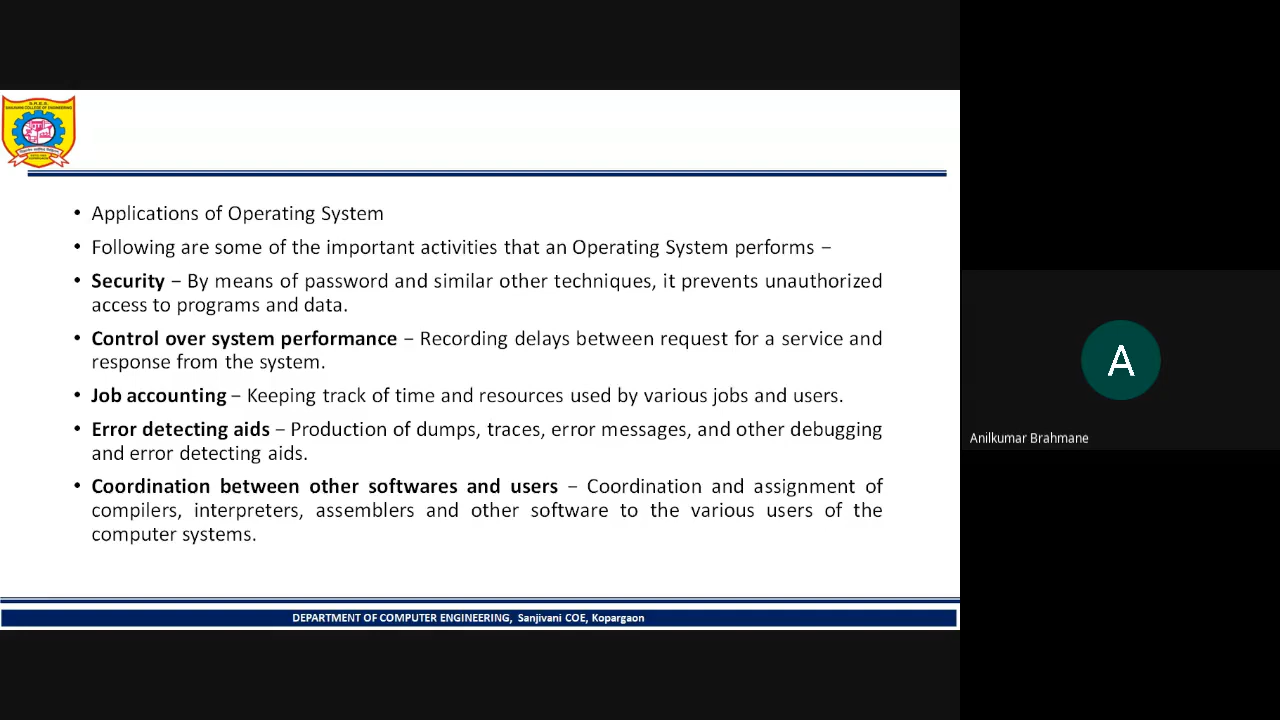 S.R.E.S.
SANJIVANI COLLEGE OF ENGINEERING
• Applications of Operating System
• Following are some of the important activities that an Operating System performs −
• Security − By means of password and similar other techniques, it prevents unauthorized
access to programs and data.
• Control over system performance − Recording delays between request for a service and
response from the system.
• Job accounting − Keeping track of time and resources used by various jobs and users.
• Error detecting aids − Production of dumps, traces, error messages, and other debugging
and error detecting aids.
• Coordination between other softwares and users − Coordination and assignment of
compilers, interpreters, assemblers and other software to the various users of the
computer systems.
DEPARTMENT OF COMPUTER ENGINEERING, Sanjivani COE, Kopargaon
A
Anilkumar Brahmane